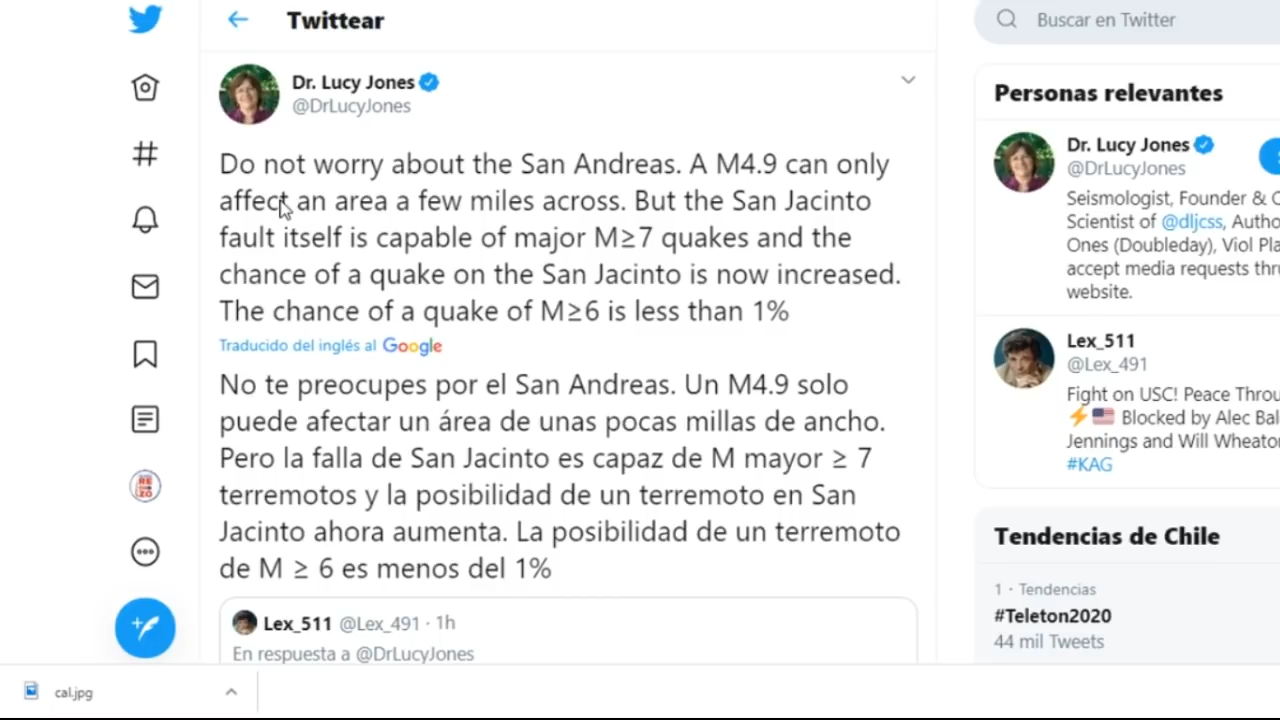 Twittear
Buscar en Twitter
Dr. Lucy Jones
@DrLucyJones
Do not worry about the San Andreas. A M4.9 can only
affect an area a few miles across. But the San Jacinto
fault itself is capable of major M≥7 quakes and the
chance of a quake on the San Jacinto is now increased.
The chance of a quake of M≥6 is less than 1%
Traducido del inglés al Google
No te preocupes por el San Andreas. Un M4.9 solo
puede afectar un área de unas pocas millas de ancho.
Pero la falla de San Jacinto es capaz de M mayor ≥ 7
terremotos y la posibilidad de un terremoto en San
Jacinto ahora aumenta. La posibilidad de un terremoto
de M ≥ 6 es menos del 1%
Lex_511 @Lex_491 · 1h
En respuesta a @DrLucyJones
Personas relevantes
Dr. Lucy Jones
@DrLucyJones
Seismologist, Founder &
Scientist of @dljcss,
Ones (Doubleday), Viol
accept media requests
website.
Lex_511
@Lex_491
Fight on USC! Peace
Blocked by Alec
Jennings and Will
#KAG
Tendencias de Chile
1 · Tendencias
#Teleton2020
44 mil Tweets
cal.jpg